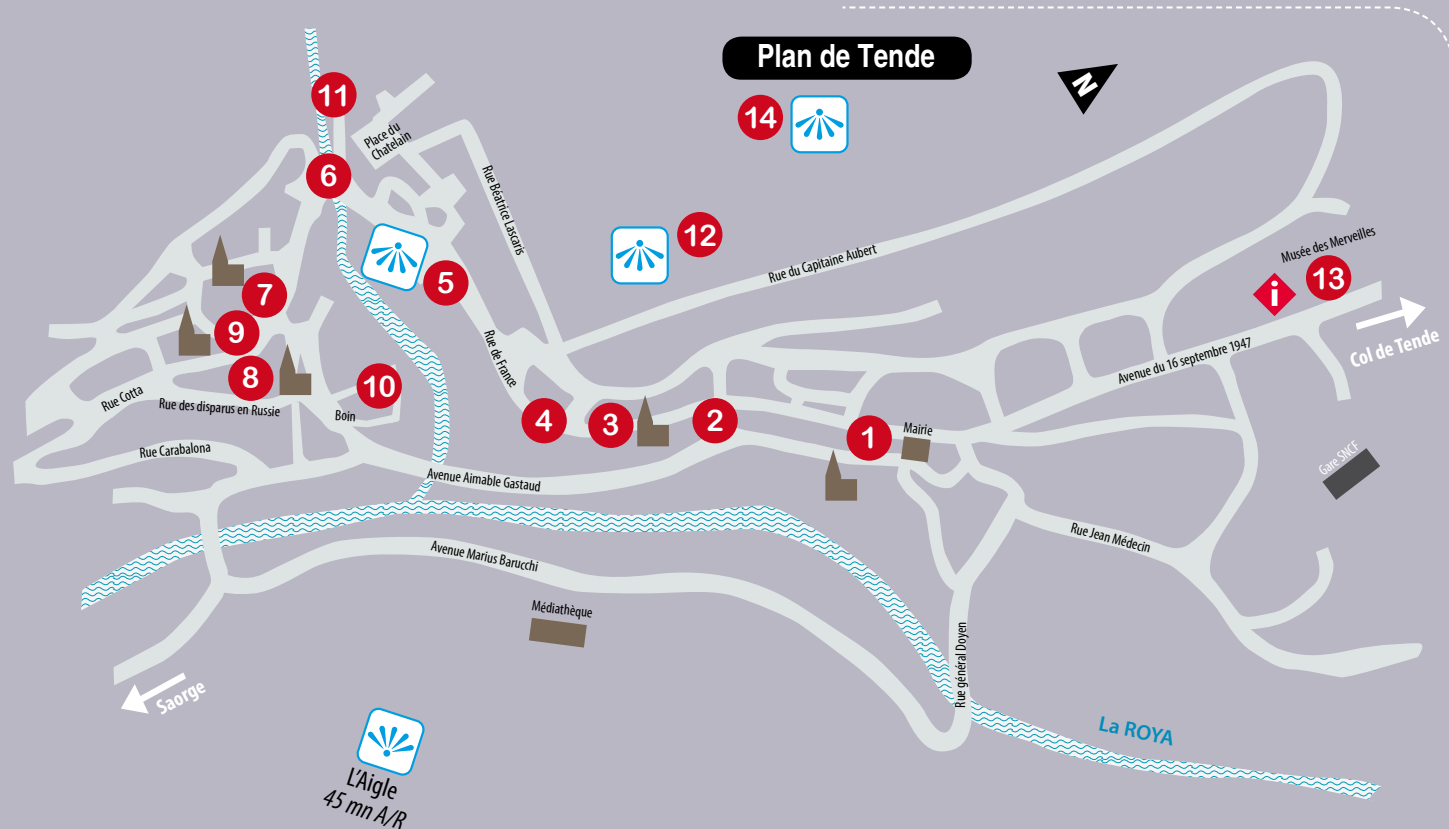 Plan de Tende
N
14
11
Place du
Chatelain
6
Rue Béatrice Lascaris
12
5
7
9
8
10
Rue du Capitaine Aubert
Musée des Merveilles
i
13
Col de Tende
Avenue du 16 septembre 1947
Rue de France
Rue Cotta
Rue des disparus en Russie
Boin
4
3
2
1
Mairie
Rue Carabalona
Avenue Aimable Gastaud
Gare SNCF
Rue Jean Médecin
Avenue Marius Barucchi
Médiathèque
Rue général Doyen
Saorge
La ROYA
L'Aigle
45 mn A/R